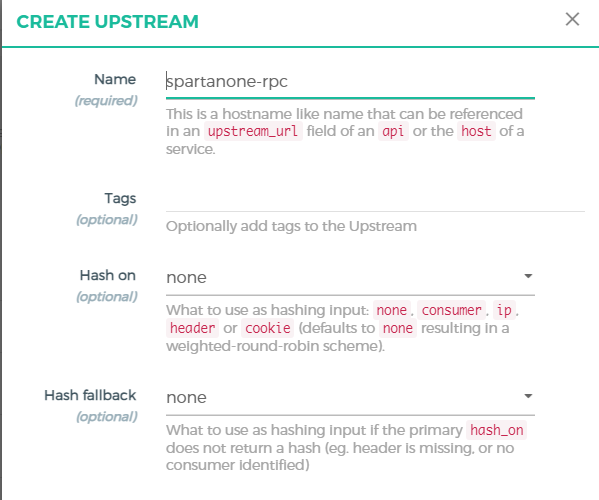 CREATE UPSTREAM
Name
(required)
spartanone-rpc
This is a hostname like name that can be referenced
in an upstream_url field of an api or the host of a
service.
Tags
(optional)
Optionally add tags to the Upstream
Hash on
(optional)
none
What to use as hashing input: none, consumer, ip,
header or cookie (defaults to none resulting in a
weighted-round-robin scheme).
Hash fallback
(optional)
none
What to use as hashing input if the primary hash_on
does not return a hash (eg. header is missing, or no
consumer identified)